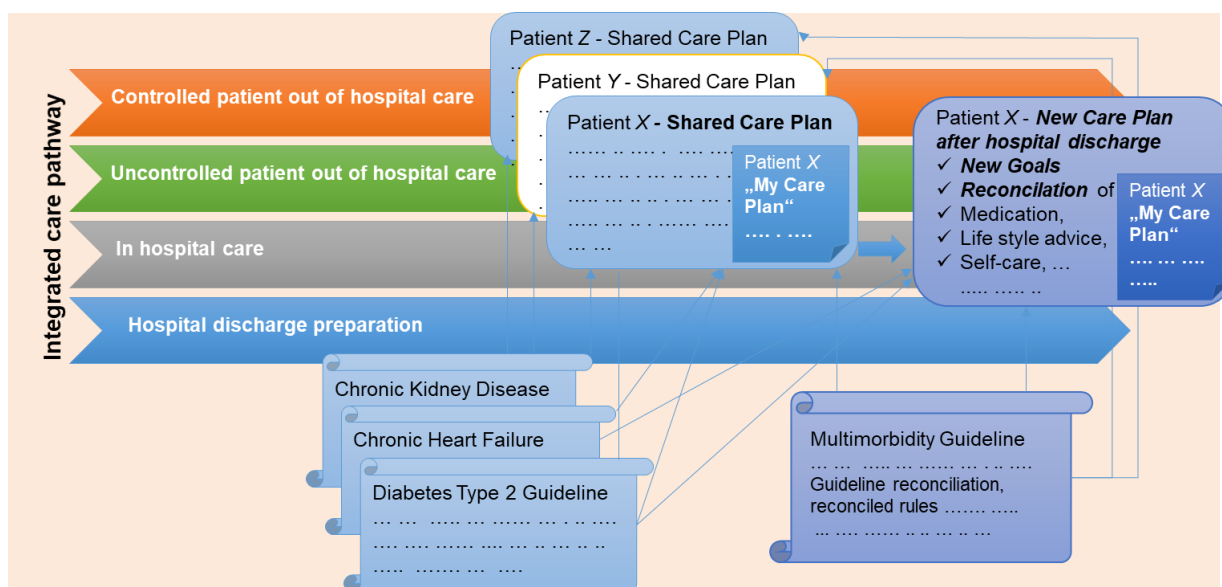 Integrated care pathway
Controlled patient out of hospital care
Uncontrolled patient out of hospital care
In hospital care
Hospital discharge preparation
Patient Z - Shared Care Plan
Patient Y - Shared Care Plan
Patient X - Shared Care Plan
…… .. .. …. . …. …. ….
… … .. . … .. .. … . .
… … .. .. .. . … … …
….. … .. .. . …… ….
… …
Patient X
„My Care
Plan"
…. . ….
Patient X - New Care Plan
after hospital discharge
✓ New Goals
✓ Reconcilation of
✓ Medication,
✓ Life style advice,
✓ Self-care, …
….. ….. ..
Patient X
„My Care
Plan"
…. … ….
…..
Chronic Kidney Disease
Chronic Heart Failure
Diabetes Type 2 Guideline
… … ….. … …… … . .. ….
…. …. …… …. … .. … .. ..
….. ……. … ….
Multimorbidity Guideline
… … ….. … …… … . .. ….
Guideline reconciliation,
reconciled rules ……. …..
... …. …… .. .. … .. …